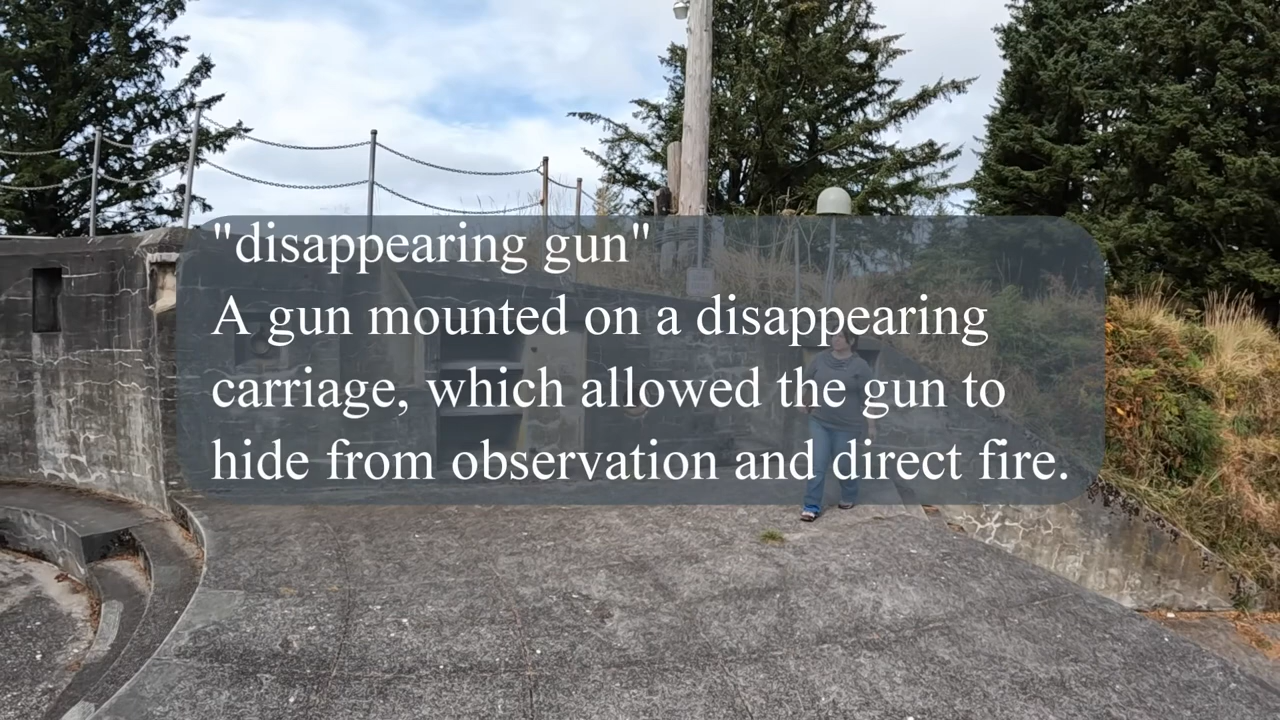 "disappearing gun"
A gun mounted on a disappearing
carriage, which allowed the gun to
hide from observation and direct fire.